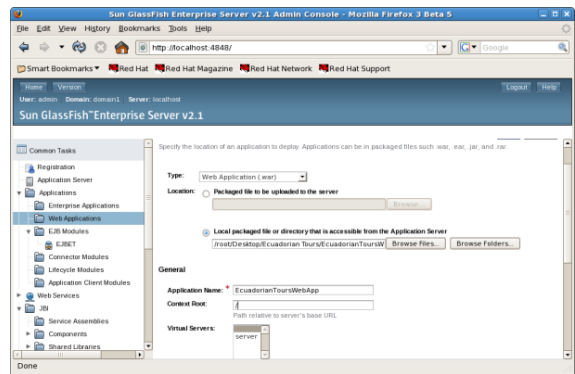 Sun GlassFish Enterprise Server v2.1 Admin Console - Mozilla Firefox 3 Beta 5
File Edit View History Bookmarks Tools Help
http://localhost:4848/
Google
Smart Bookmarks Red Hat Red Hat Magazine Red Hat Network Red Hat Support
Home Version Logout Help
User: admin Domain: domain1 Server: localhost
Sun GlassFish™ Enterprise Server v2.1
Common Tasks
Registration
Application Server
Applications
Enterprise Applications
Web Applications
EJB Modules
EJBET
Connector Modules
Lifecycle Modules
Application Client Modules
Web Services
JBI
Service Assemblies
Components
Shared Libraries
Specify the location of an application to deploy. Applications can be in packaged files such .war, .ear, .jar, and .rar.
Type: Web Application (.war)
Location: Packaged file to be uploaded to the server
Browse...
Local packaged file or directory that is accessible from the Application Server
/root/Desktop/Ecuadorian Tours/EcuadorianToursW Browse Files... Browse Folders...
General
Application Name: * EcuadorianToursWebApp
Context Root: /
Path relative to server's base URL
Virtual Servers:
server
Done